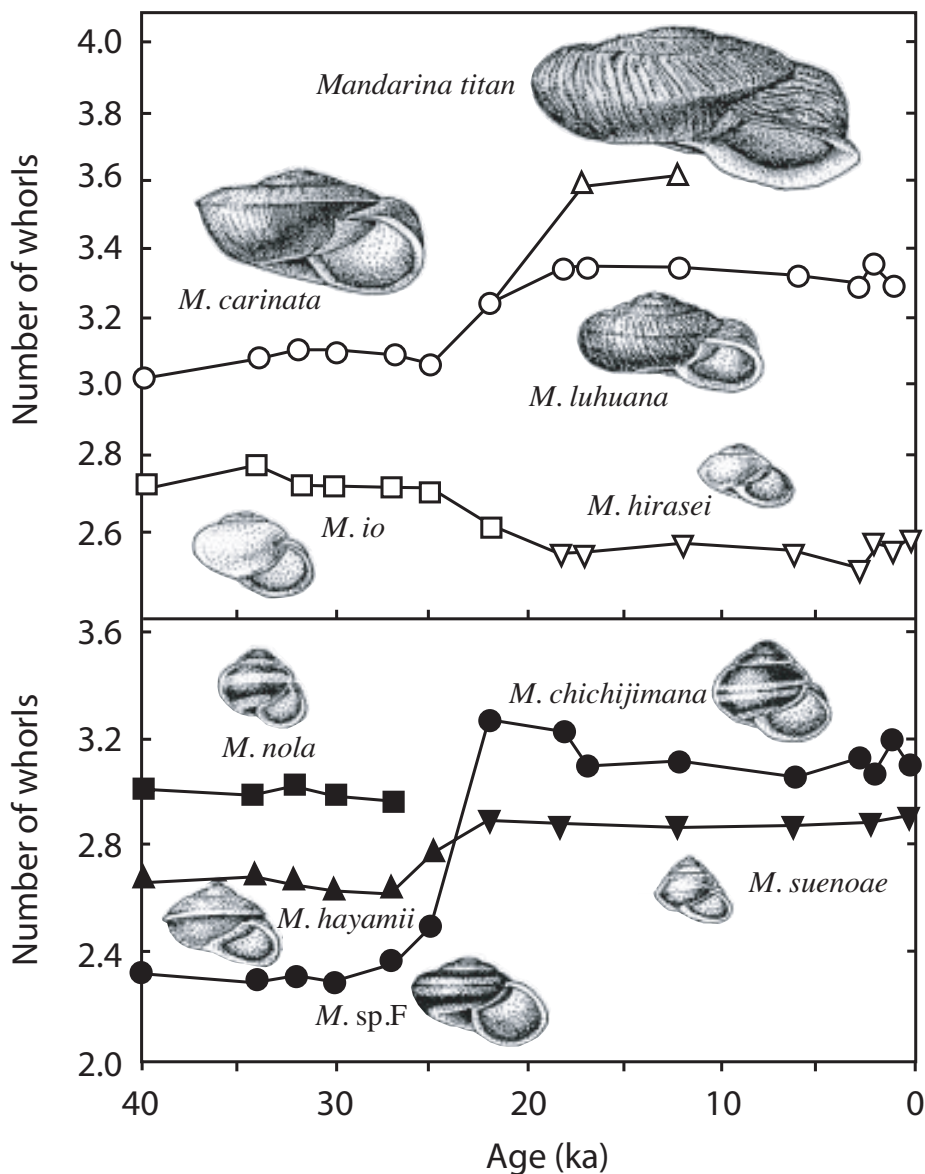 4.0
3.8
3.6
3.4
3.2
3.0
2.8
2.6
Number of whorls
Mandarina titan
M. carinata
M. luhuana
M. hirasei
M. io
3.6
3.2
2.8
2.4
2.0
Number of whorls
M. chichijimana
M. nola
M. suenoae
M. hayamii
M. sp.F
40
30
20
10
0
Age (ka)